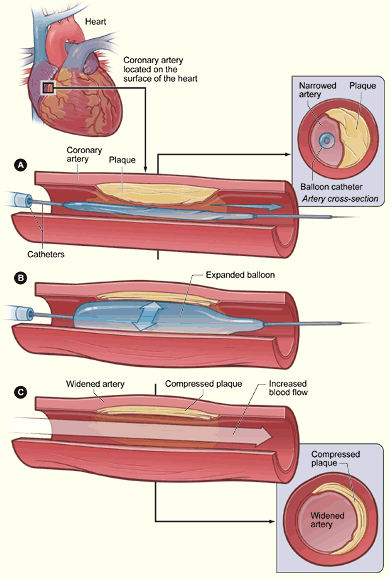 Heart
Coronary artery
located on the
surface of the heart
Narrowed
artery
Plaque
Balloon catheter
Artery cross-section
A
Coronary
artery
Plaque
Catheters
B
Expanded balloon
C
Widened artery
Compressed plaque
Increased
blood flow
Compressed
plaque
Widened
artery